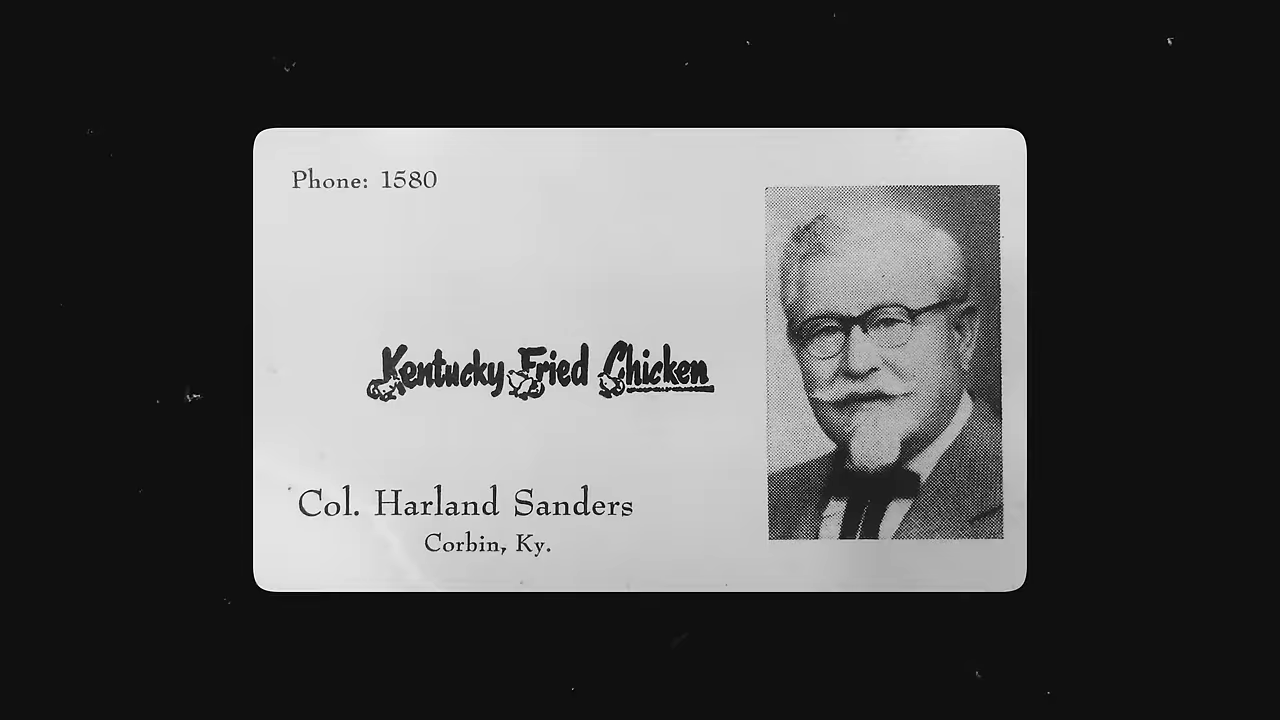 Phone: 1580
Kentucky Fried Chicken
Col. Harland Sanders
Corbin, Ky.